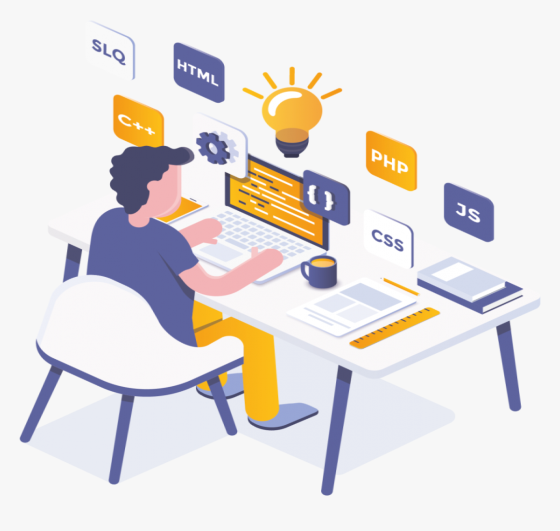 SLQ
HTML
C++
{ }
PHP
JS
CSS